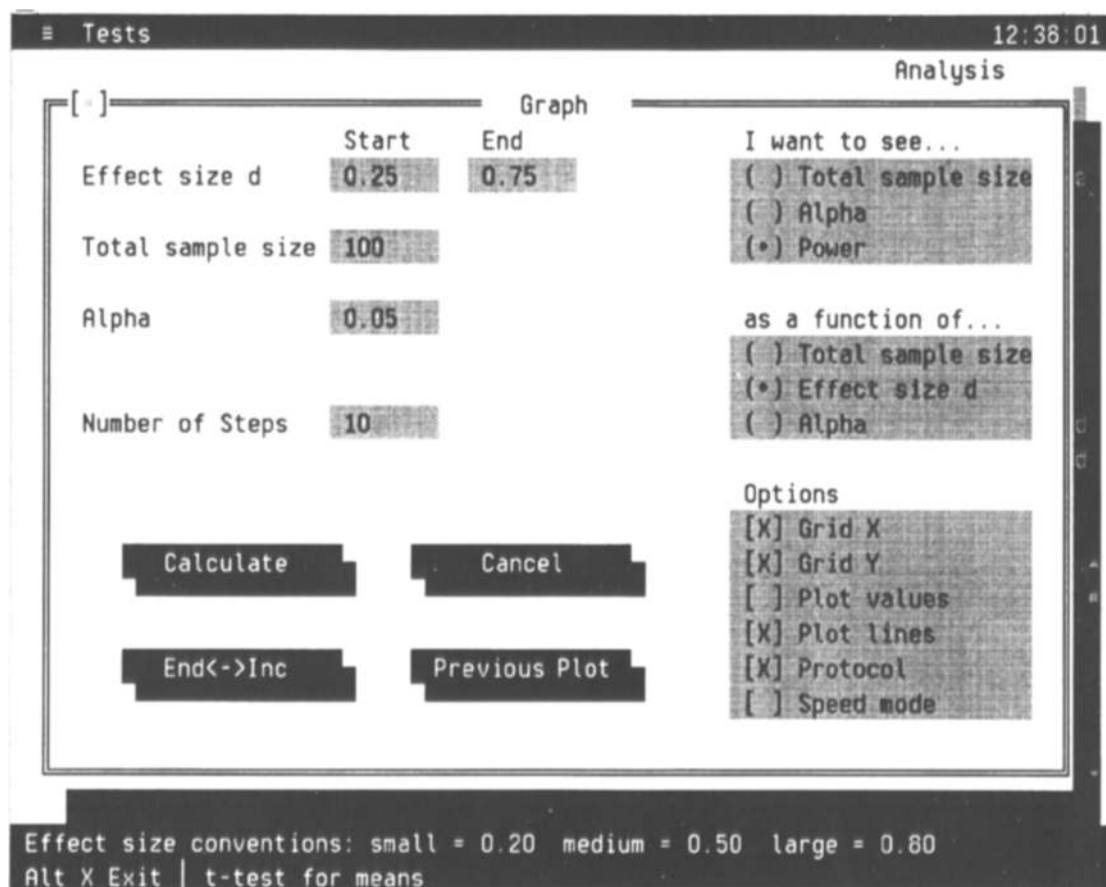 ≡ Tests 12:38:01
Analysis
[▪] Graph
Start End
Effect size d 0.25 0.75
Total sample size 100
Alpha 0.05
Number of Steps 10
Calculate Cancel
End<->Inc Previous Plot
I want to see...
( ) Total sample size
( ) Alpha
(•) Power
as a function of...
( ) Total sample size
(•) Effect size d
( ) Alpha
Options
[X] Grid X
[X] Grid Y
[ ] Plot values
[X] Plot lines
[X] Protocol
[ ] Speed mode
Effect size conventions: small = 0.20 medium = 0.50 large = 0.80
Alt X Exit | t-test for means